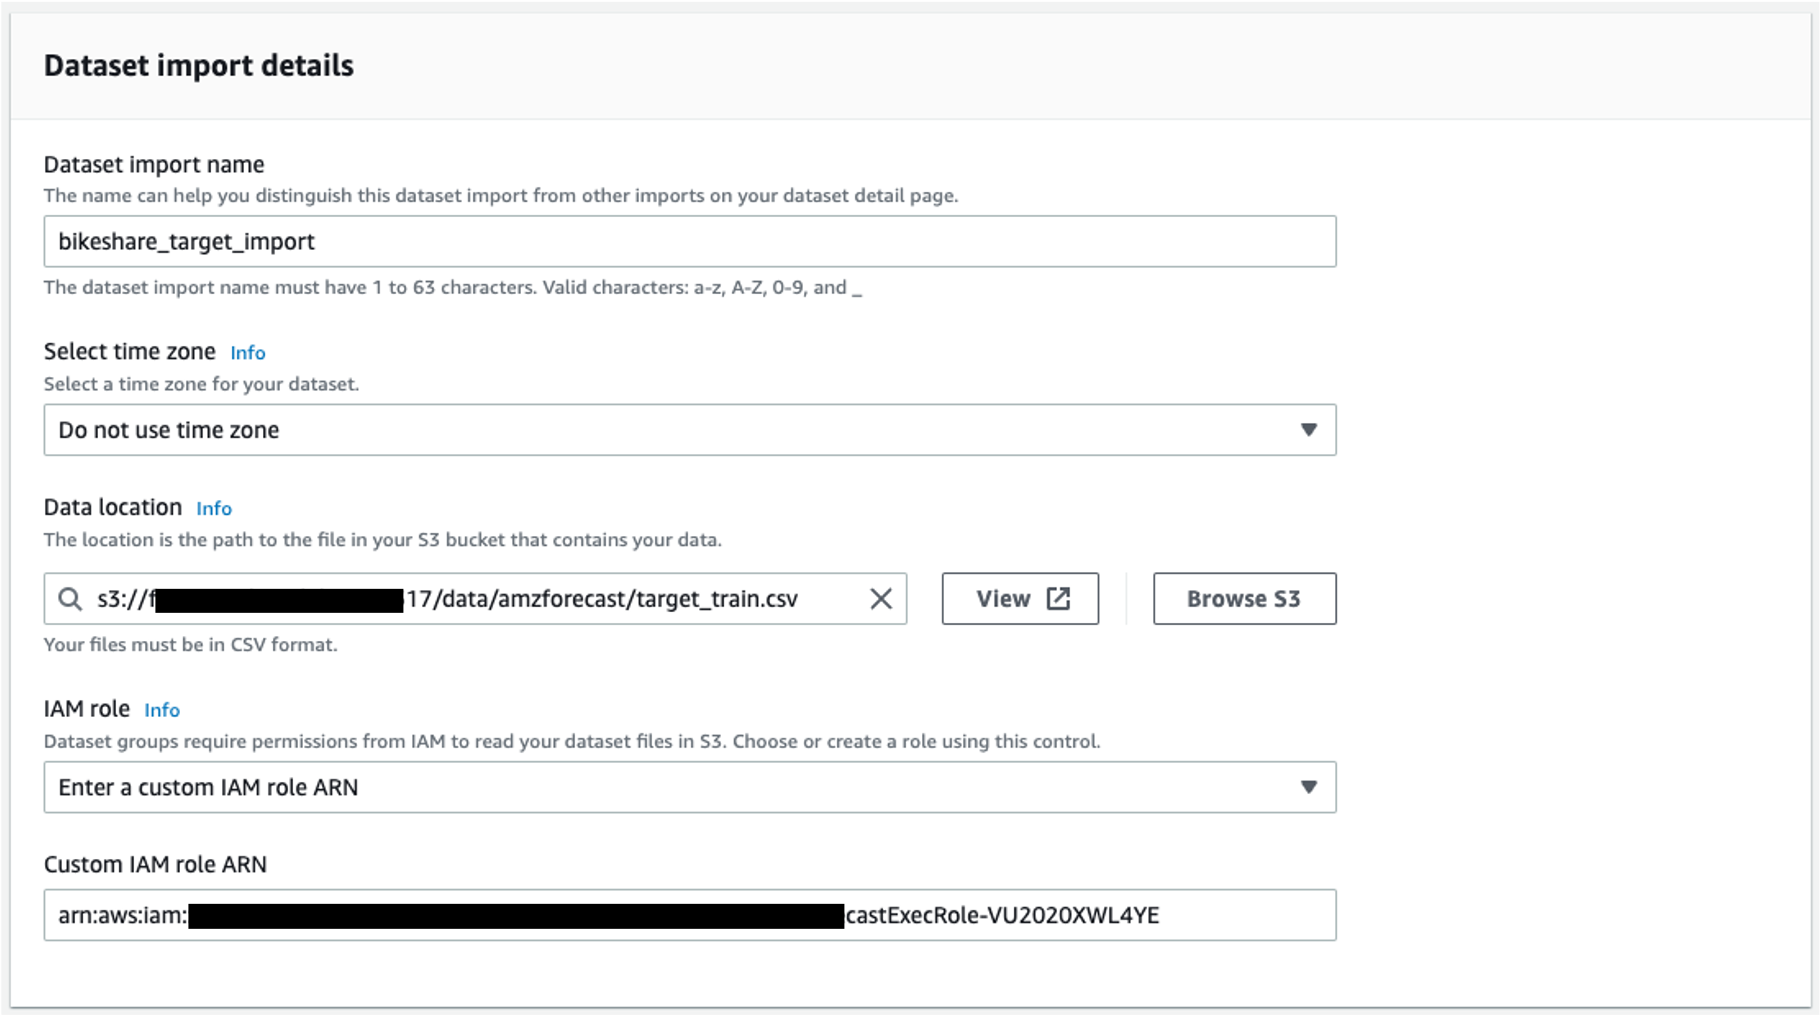 Dataset import details
Dataset import name
The name can help you distinguish this dataset import from other imports on your dataset detail page.
bikeshare_target_import
The dataset import name must have 1 to 63 characters. Valid characters: a-z, A-Z, 0-9, and _
Select time zone Info
Select a time zone for your dataset.
Do not use time zone
Data location Info
The location is the path to the file in your S3 bucket that contains your data.
s3://f 17/data/amzforecast/target_train.csv View Browse S3
Your files must be in CSV format.
IAM role Info
Dataset groups require permissions from IAM to read your dataset files in S3. Choose or create a role using this control.
Enter a custom IAM role ARN
Custom IAM role ARN
arn:aws:iam: castExecRole-VU2020XWL4YE